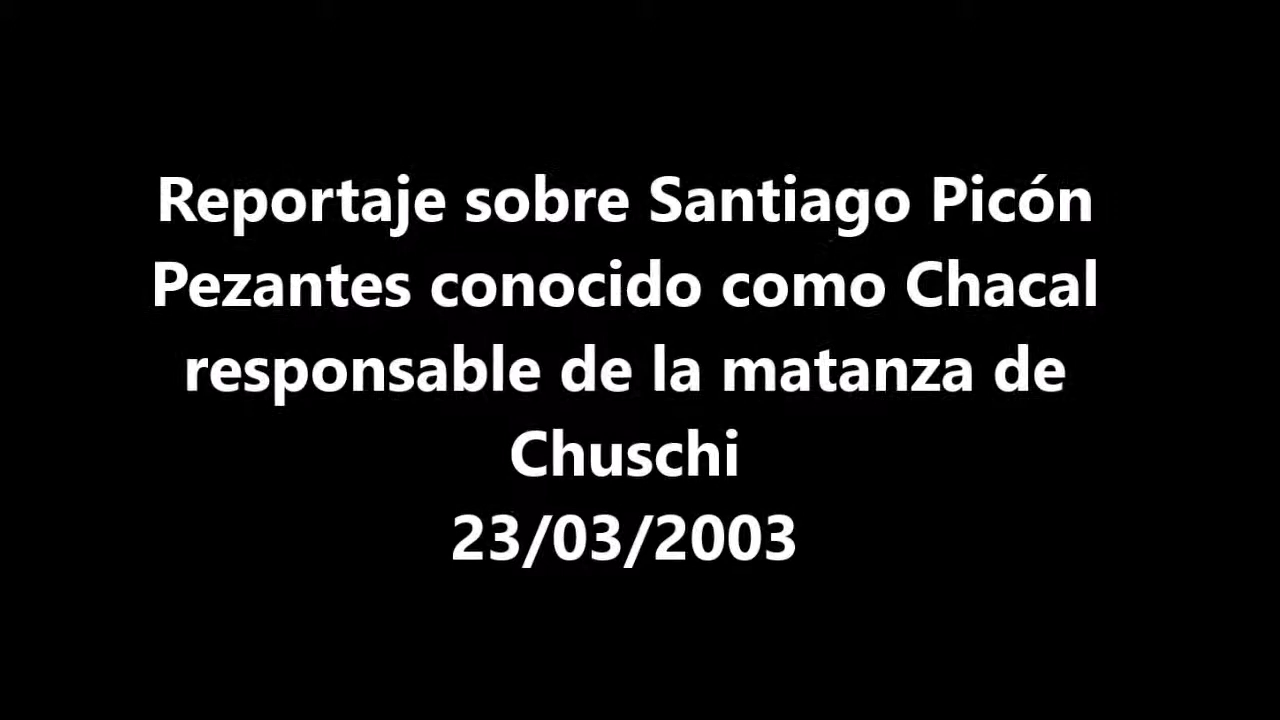 Reportaje sobre Santiago Picón
Pezantes conocido como Chacal
responsable de la matanza de
Chuschi
23/03/2003